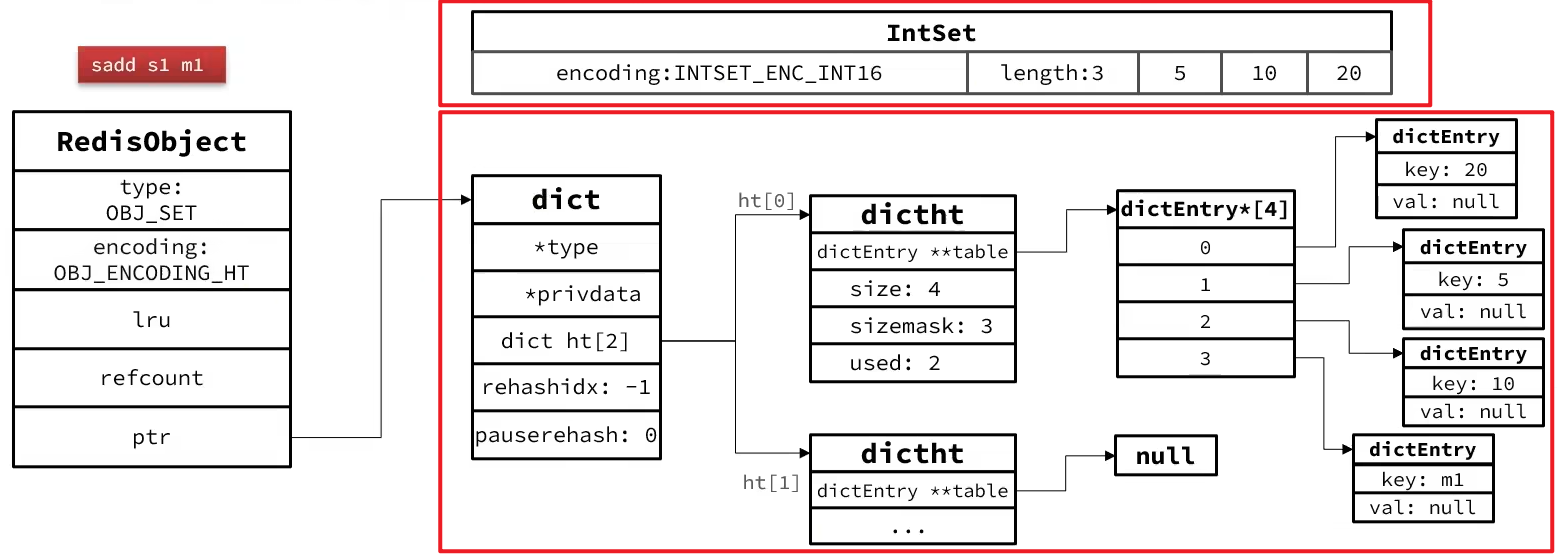 sadd s1 m1
IntSet
encoding:INTSET_ENC_INT16
length:3
5
10
20
RedisObject
type:
OBJ_SET
encoding:
OBJ_ENCODING_HT
lru
refcount
ptr
dict
*type
*privdata
dict ht[2]
rehashidx: -1
pauserehash: 0
ht[0]
dictht
dictEntry **table
size: 4
sizemask: 3
used: 2
ht[1]
dictht
dictEntry **table
...
dictEntry*[4]
0
1
2
3
null
dictEntry
key: 20
val: null
dictEntry
key: 5
val: null
dictEntry
key: 10
val: null
dictEntry
key: m1
val: null